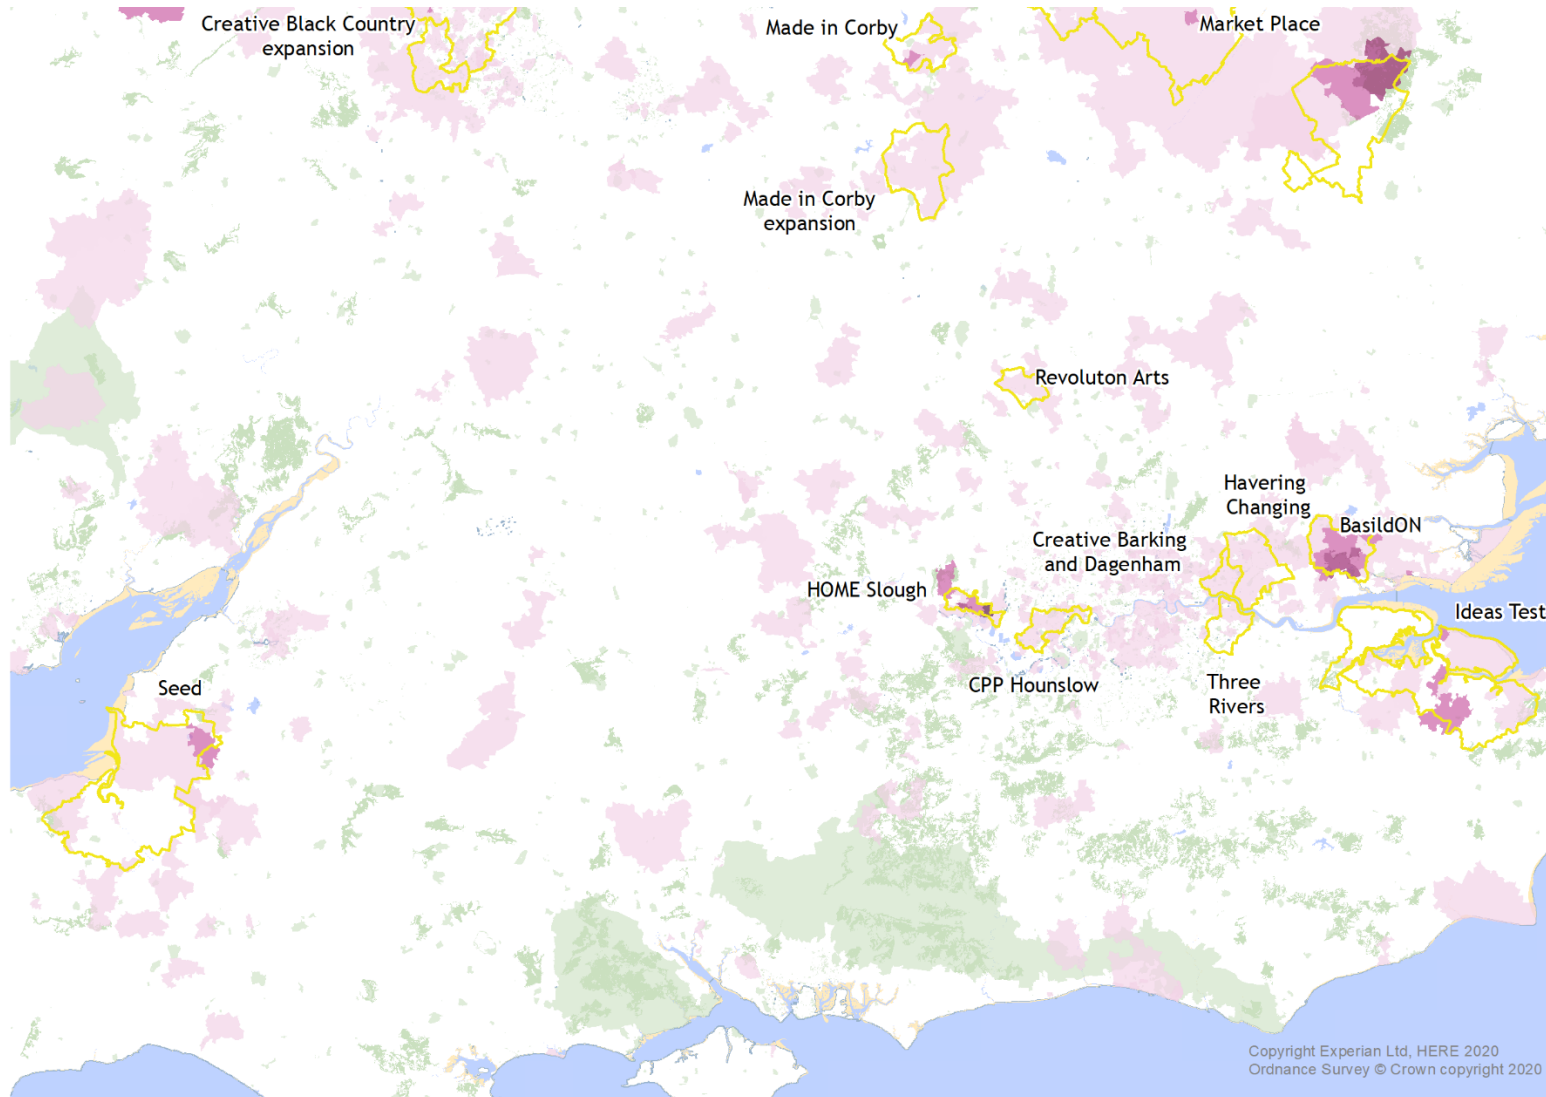 Creative Black Country
expansion
Made in Corby
Market Place
Made in Corby
expansion
Revoluton Arts
Havering
Changing
BasildON
Creative Barking
and Dagenham
HOME Slough
Ideas Test
CPP Hounslow
Three
Rivers
Seed
Copyright Experian Ltd, HERE 2020
Ordnance Survey © Crown copyright 2020